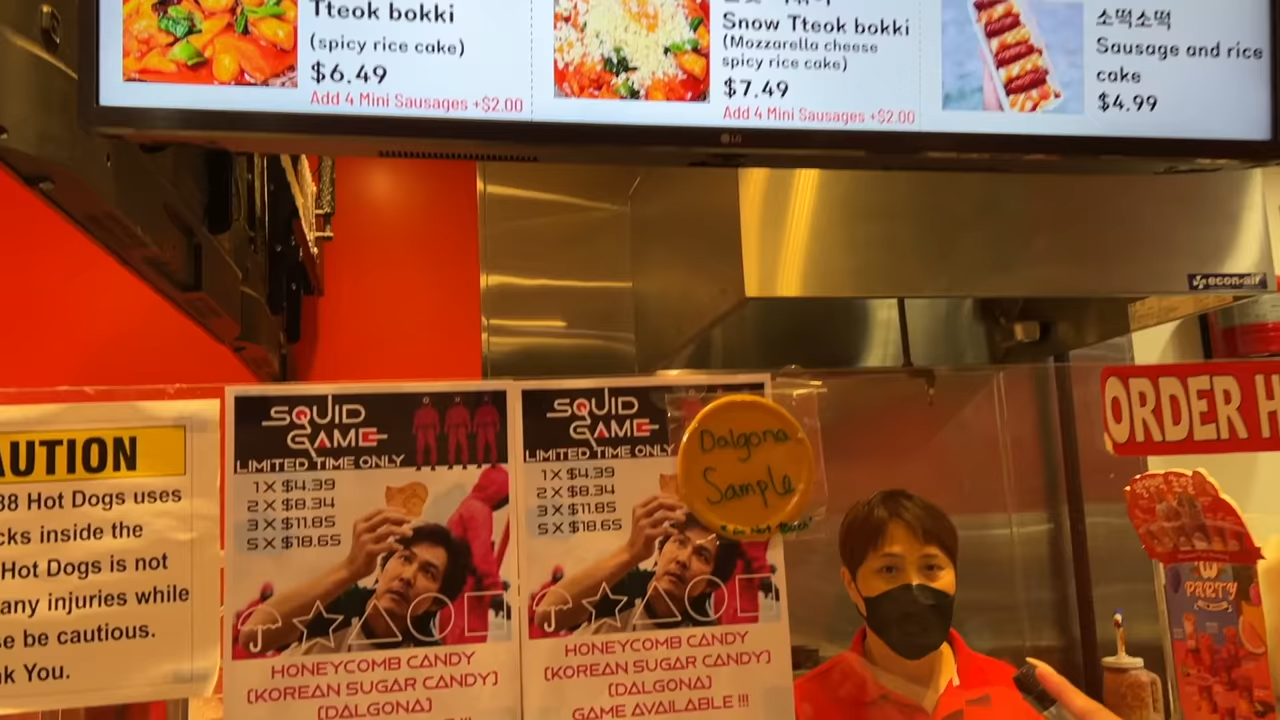 Tteok bokki
(spicy rice cake)
$6.49
Add 4 Mini Sausages +$2.00
Snow Tteok bokki
(Mozzarella cheese
spicy rice cake)
$7.49
Add 4 Mini Sausages +$2.00
소떡소떡
Sausage and rice
cake
$4.99
LG
econ-air
AUTION
88 Hot Dogs uses
cks inside the
Hot Dogs is not
any injuries while
se be cautious.
k You.
SQUID
GAME
LIMITED TIME ONLY
1 X $4.39
2 X $8.34
3 X $11.85
5 X $18.65
HONEYCOMB CANDY
(KOREAN SUGAR CANDY)
(DALGONA)
SQUID
GAME
LIMITED TIME ONLY
1 X $4.39
2 X $8.34
3 X $11.85
5 X $18.65
HONEYCOMB CANDY
(KOREAN SUGAR CANDY)
(DALGONA)
GAME AVAILABLE !!!
Dalgona
Sample
"Do Not Touch"
ORDER H
PARTY